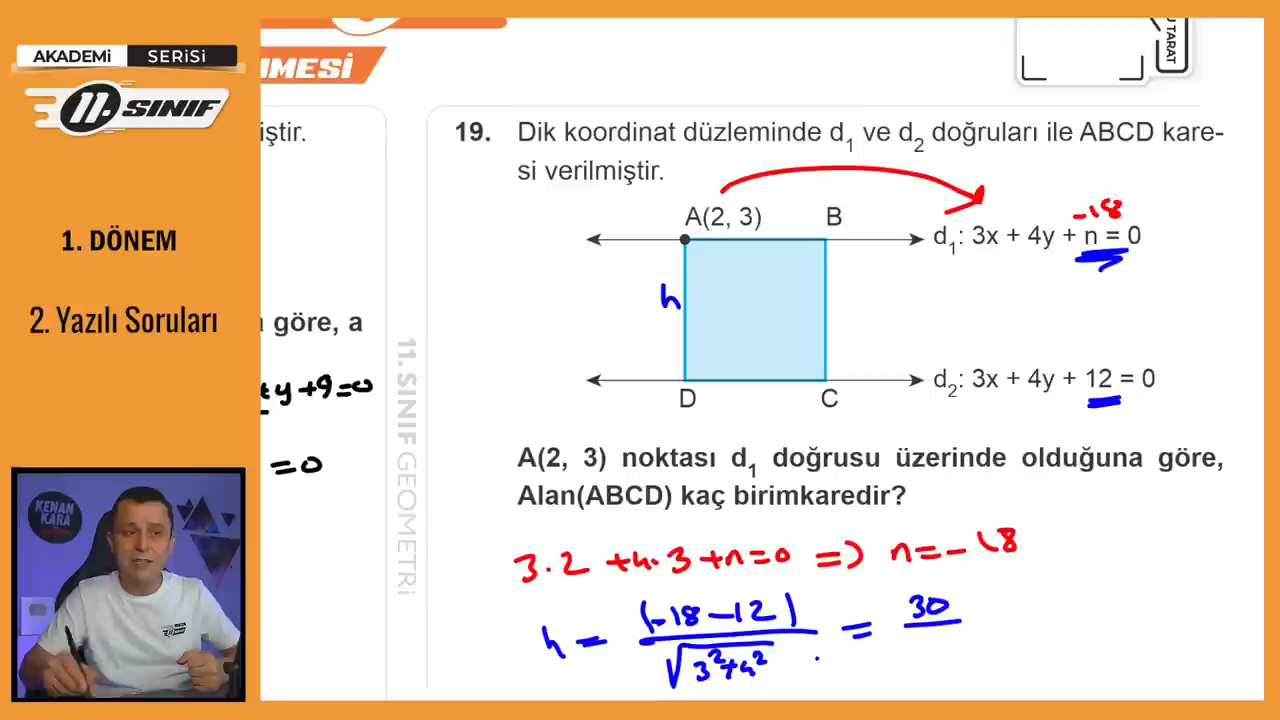 AKADEMİ SERİSİ
11. SINIF
1. DÖNEM
2. Yazılı Soruları
KENAN
KARA
İMESİ
iştir.
göre, a
y+9=0
=0
11. SINIF GEOMETRİ
TARAT
19. Dik koordinat düzleminde d1 ve d2 doğruları ile ABCD kare-
si verilmiştir.
A(2, 3) B
-18
d1: 3x + 4y + n = 0
h
d2: 3x + 4y + 12 = 0
D C
A(2, 3) noktası d1 doğrusu üzerinde olduğuna göre,
Alan(ABCD) kaç birimkaredir?
3.2 +4.3 +n=0 => n=-18
h = |-18-12| / √3²+4² = 30